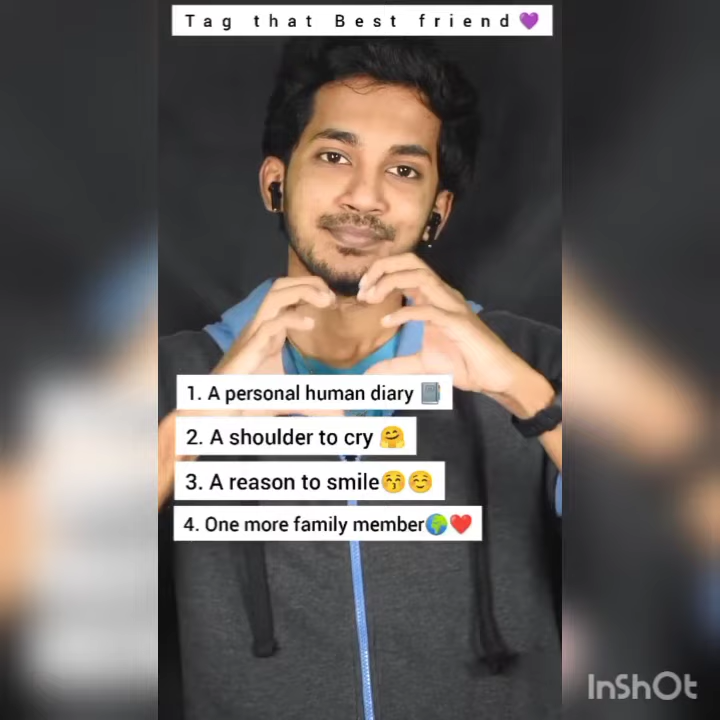 Tag that Best friend💜
1. A personal human diary 📓
2. A shoulder to cry 🤗
3. A reason to smile😚☺️
4. One more family member🌍❤️
InShOt